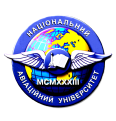 НАЦІОНАЛЬНИЙ
MCMXXXIII
АВІАЦІЙНИЙ УНІВЕРСИТЕТ